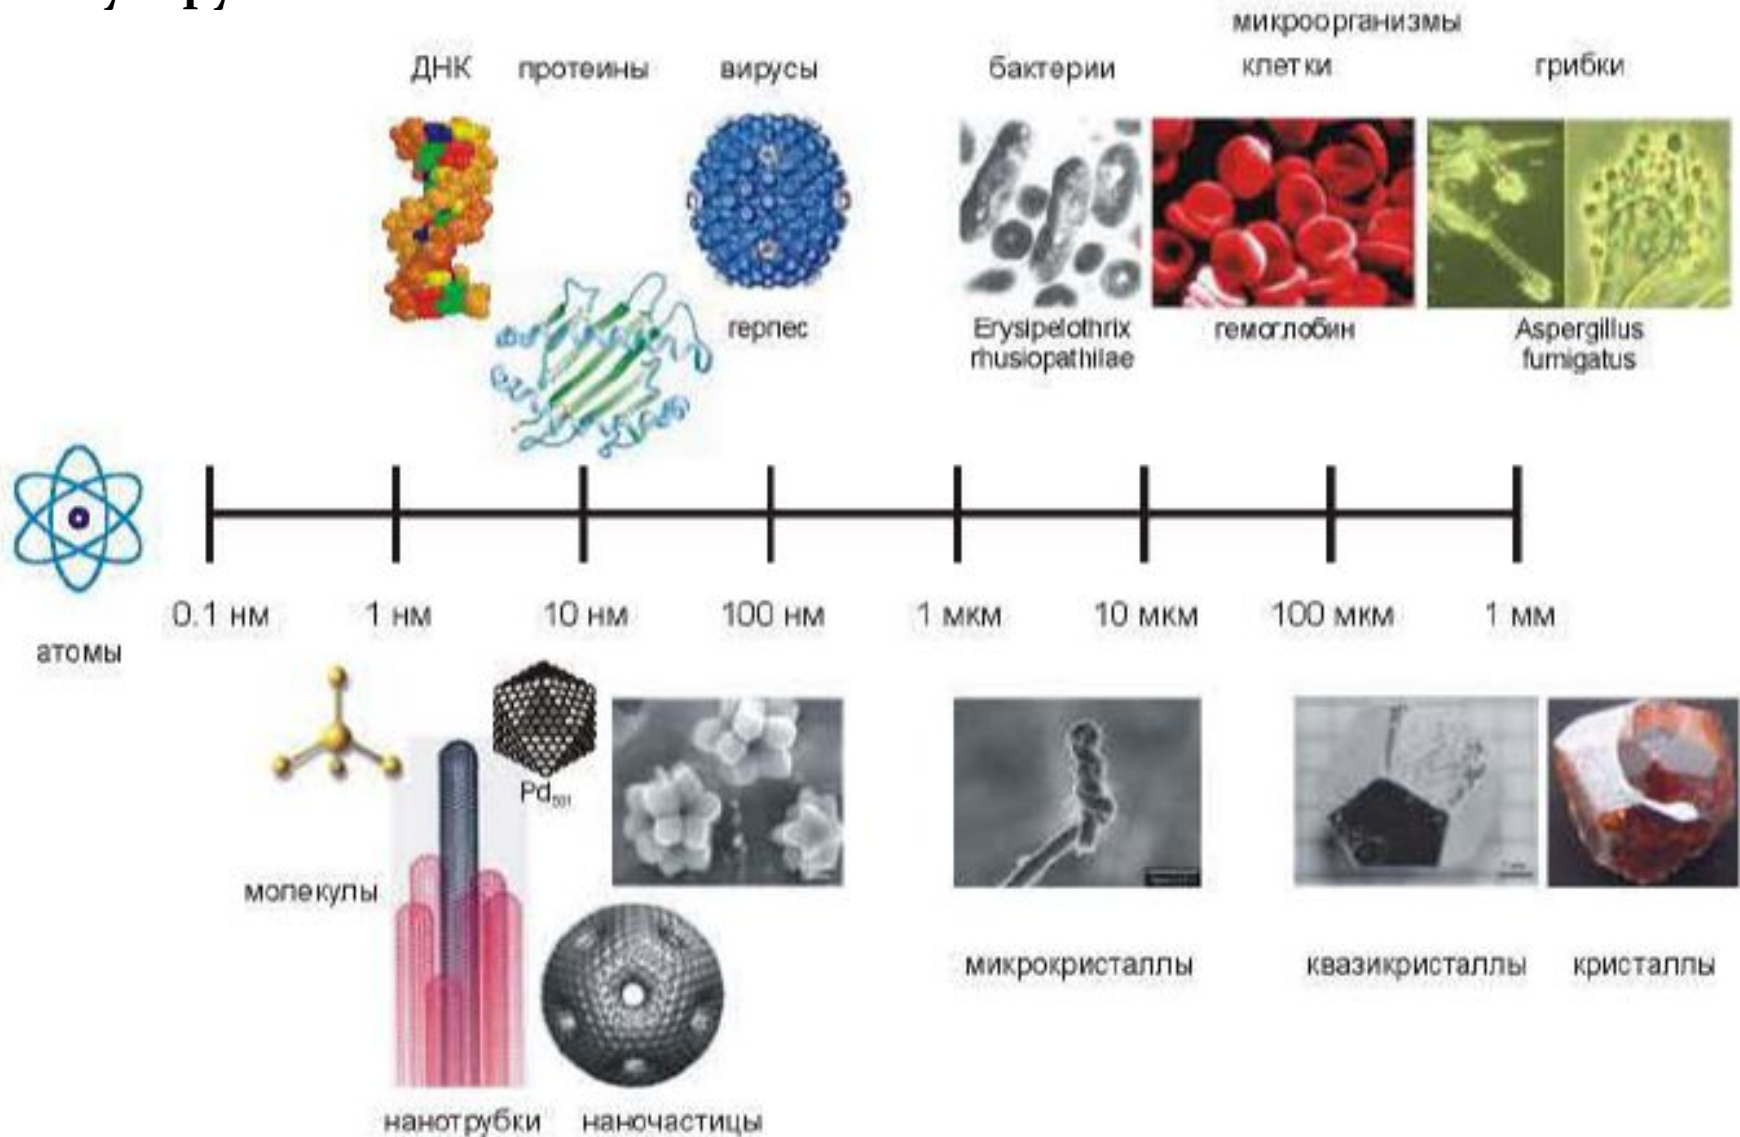 микроорганизмы
ДНК протеины вирусы бактерии клетки грибки
герпес
Erysipelothrix
rhusiopathilae
гемоглобин
Aspergillus
fumigatus
0.1 нм 1 нм 10 нм 100 нм 1 мкм 10 мкм 100 мкм 1 мм
атомы
Pd
молекулы
микрокристаллы квазикристаллы кристаллы
нанотрубки наночастицы